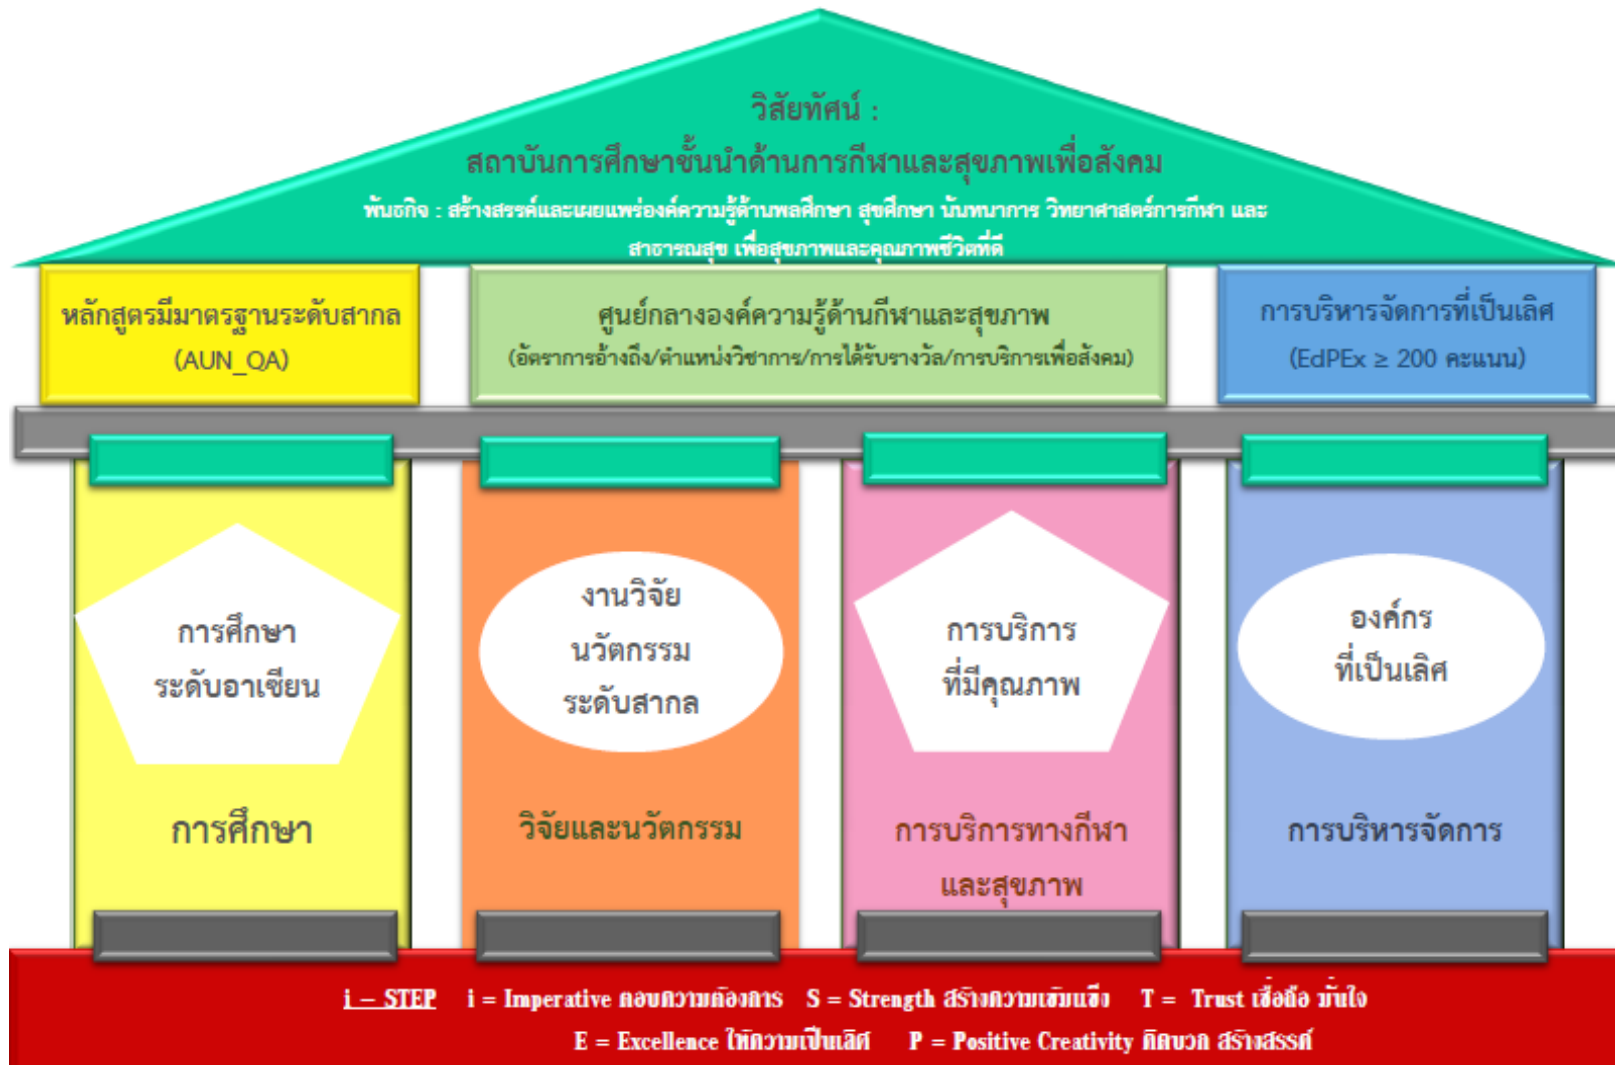 วิสัยทัศน์ :
สถาบันการศึกษาชั้นนำด้านการกีฬาและสุขภาพเพื่อสังคม
พันธกิจ : สร้างสรรค์และเผยแพร่องค์ความรู้ด้านพลศึกษา สุขศึกษา นันทนาการ วิทยาศาสตร์การกีฬา และ
สาธารณสุข เพื่อสุขภาพและคุณภาพชีวิตที่ดี
หลักสูตรมีมาตรฐานระดับสากล
(AUN_QA)
ศูนย์กลางองค์ความรู้ด้านกีฬาและสุขภาพ
(อัตราการอ้างถึง/ตำแหน่งวิชาการ/การได้รับรางวัล/การบริการเพื่อสังคม)
การบริหารจัดการที่เป็นเลิศ
(EdPEx ≥ 200 คะแนน)
การศึกษา
ระดับอาเซียน
การศึกษา
งานวิจัย
นวัตกรรม
ระดับสากล
วิจัยและนวัตกรรม
การบริการ
ที่มีคุณภาพ
การบริการทางกีฬา
และสุขภาพ
องค์กร
ที่เป็นเลิศ
การบริหารจัดการ
i – STEP i = Imperative ตอบความต้องการ S = Strength สร้างความเข้มแข็ง T = Trust เชื่อถือ มั่นใจ
E = Excellence ให้ความเป็นเลิศ P = Positive Creativity คิดบวก สร้างสรรค์